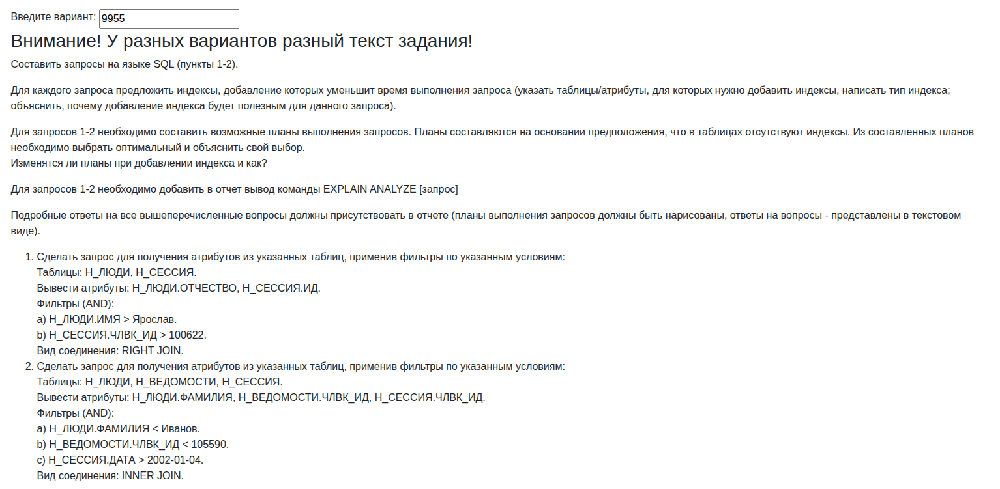 Введите вариант: 9955
Внимание! У разных вариантов разный текст задания!
Составить запросы на языке SQL (пункты 1-2).
Для каждого запроса предложить индексы, добавление которых уменьшит время выполнения запроса (указать таблицы/атрибуты, для которых нужно добавить индексы, написать тип индекса;
объяснить, почему добавление индекса будет полезным для данного запроса).
Для запросов 1-2 необходимо составить возможные планы выполнения запросов. Планы составляются на основании предположения, что в таблицах отсутствуют индексы. Из составленных планов
необходимо выбрать оптимальный и объяснить свой выбор.
Изменятся ли планы при добавлении индекса и как?
Для запросов 1-2 необходимо добавить в отчет вывод команды EXPLAIN ANALYZE [запрос]
Подробные ответы на все вышеперечисленные вопросы должны присутствовать в отчете (планы выполнения запросов должны быть нарисованы, ответы на вопросы - представлены в текстовом
виде).
1. Сделать запрос для получения атрибутов из указанных таблиц, применив фильтры по указанным условиям:
Таблицы: Н_ЛЮДИ, Н_СЕССИЯ.
Вывести атрибуты: Н_ЛЮДИ.ОТЧЕСТВО, Н_СЕССИЯ.ИД.
Фильтры (AND):
a) Н_ЛЮДИ.ИМЯ > Ярослав.
b) Н_СЕССИЯ.ЧЛВК_ИД > 100622.
Вид соединения: RIGHT JOIN.
2. Сделать запрос для получения атрибутов из указанных таблиц, применив фильтры по указанным условиям:
Таблицы: Н_ЛЮДИ, Н_ВЕДОМОСТИ, Н_СЕССИЯ.
Вывести атрибуты: Н_ЛЮДИ.ФАМИЛИЯ, Н_ВЕДОМОСТИ.ЧЛВК_ИД, Н_СЕССИЯ.ЧЛВК_ИД.
Фильтры (AND):
a) Н_ЛЮДИ.ФАМИЛИЯ < Иванов.
b) Н_ВЕДОМОСТИ.ЧЛВК_ИД < 105590.
c) Н_СЕССИЯ.ДАТА > 2002-01-04.
Вид соединения: INNER JOIN.